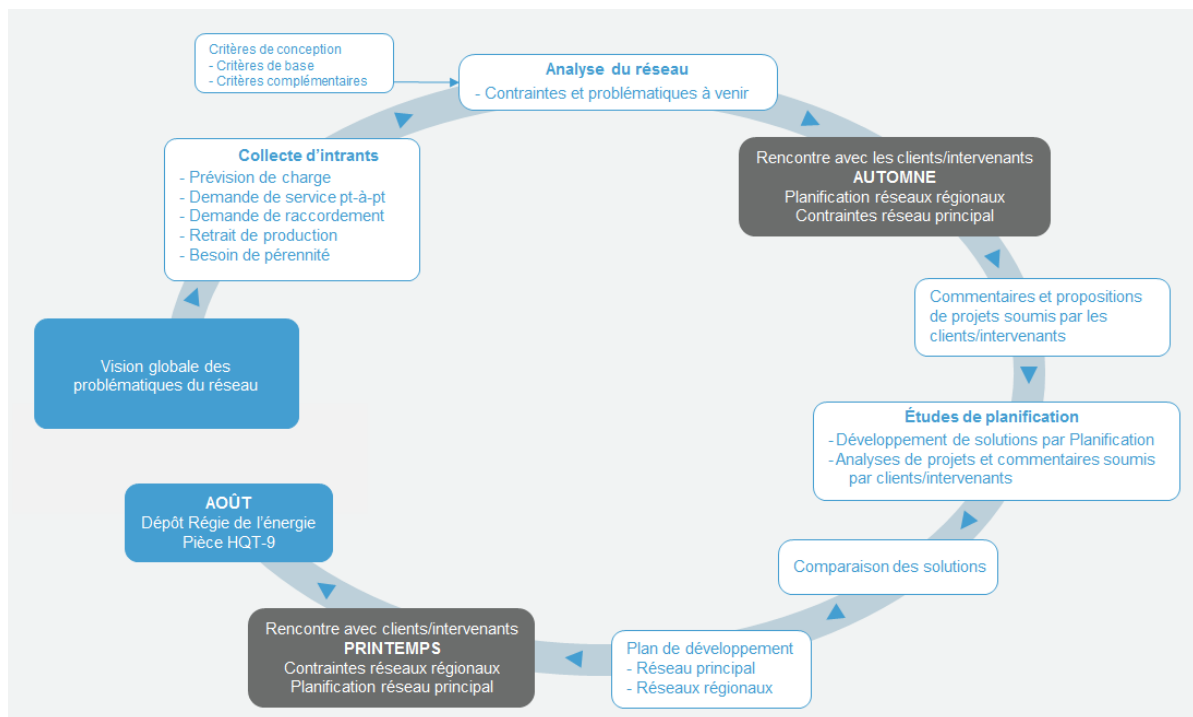 Critères de conception
- Critères de base
- Critères complémentaires
Analyse du réseau
- Contraintes et problématiques à venir
Collecte d'intrants
- Prévision de charge
- Demande de service pt-à-pt
- Demande de raccordement
- Retrait de production
- Besoin de pérennité
Rencontre avec les clients/intervenants
AUTOMNE
Planification réseaux régionaux
Contraintes réseau principal
Commentaires et propositions
de projets soumis par les
clients/intervenants
Vision globale des
problématiques du réseau
Études de planification
- Développement de solutions par Planification
- Analyses de projets et commentaires soumis
par clients/intervenants
AOÛT
Dépôt Régie de l'énergie
Pièce HQT-9
Comparaison des solutions
Rencontre avec clients/intervenants
PRINTEMPS
Contraintes réseaux régionaux
Planification réseau principal
Plan de développement
- Réseau principal
- Réseaux régionaux